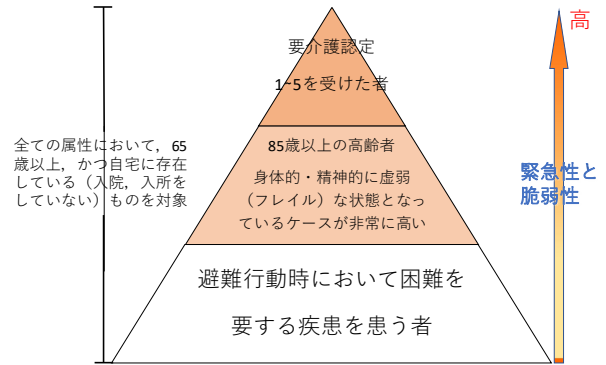 高
要介護認定
1~5を受けた者
全ての属性において，65
歳以上，かつ自宅に存在
している（入院，入所を
していない）ものを対象
85歳以上の高齢者
身体的・精神的に虚弱
（フレイル）な状態となっ
ているケースが非常に高い
緊急性と
脆弱性
避難行動時において困難を
要する疾患を患う者